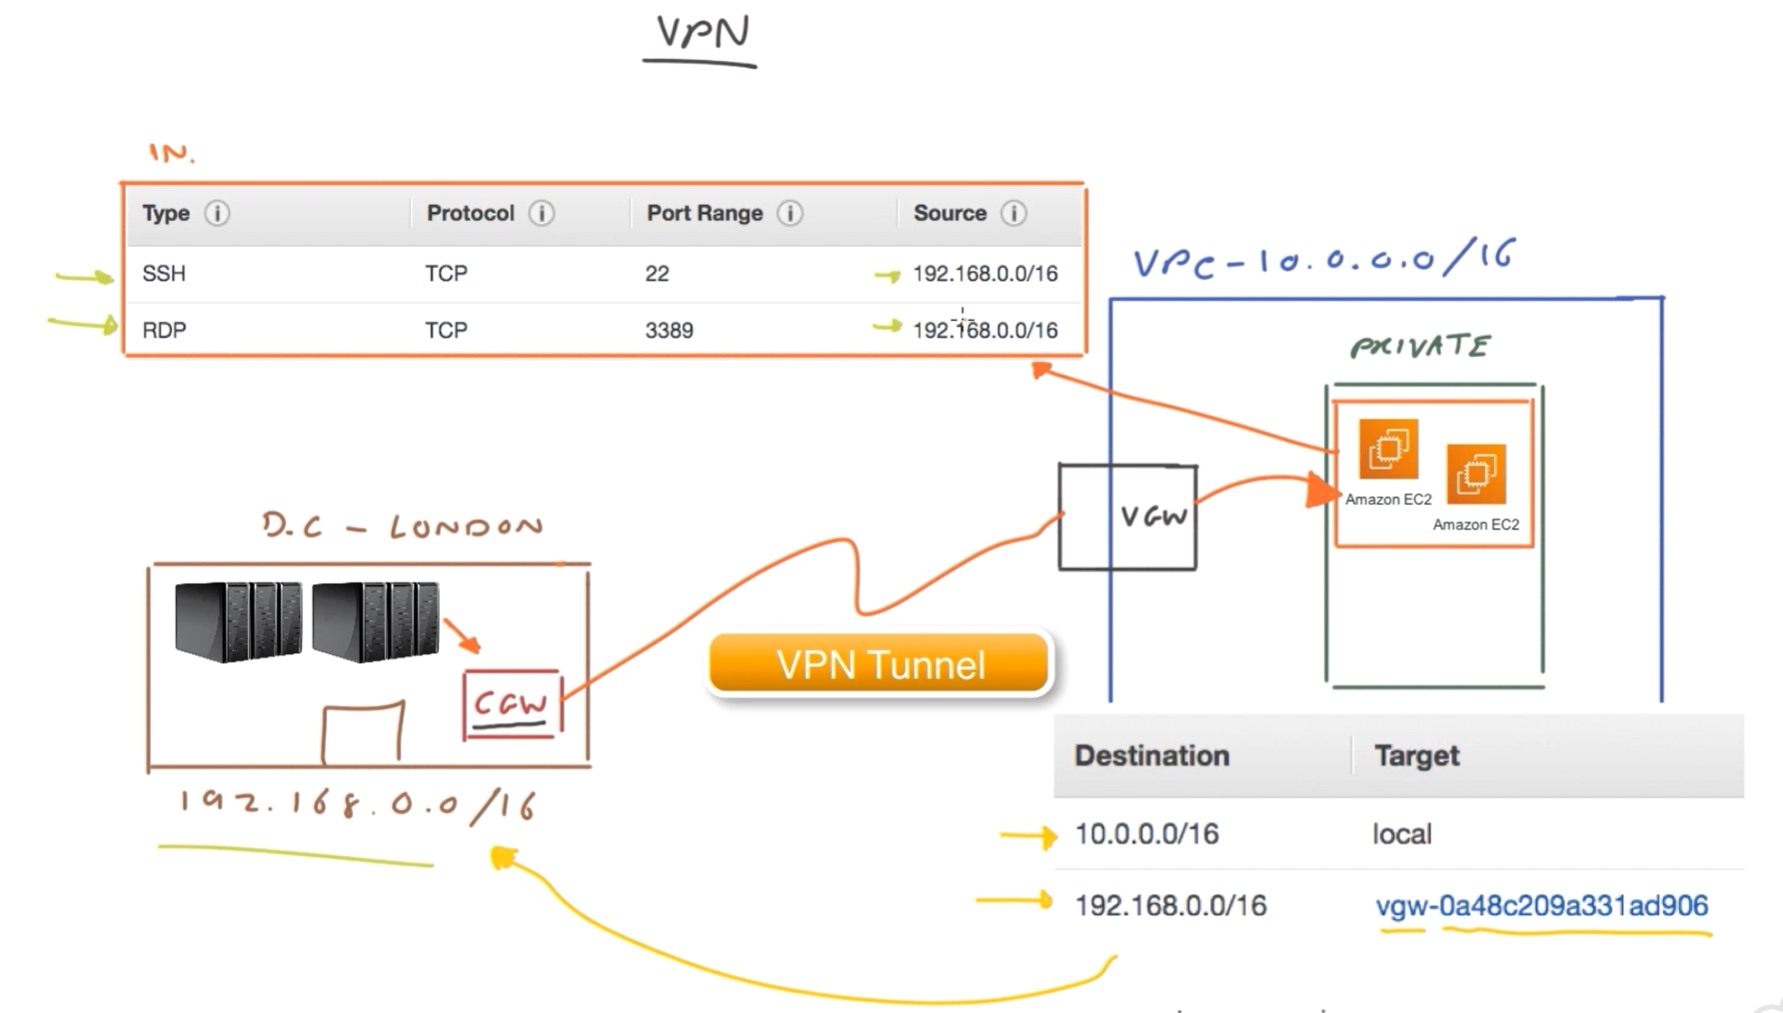 VPN
IN.
Type Protocol Port Range Source
SSH TCP 22 192.168.0.0/16
RDP TCP 3389 192.168.0.0/16
VPC-10.0.0.0/16
PRIVATE
Amazon EC2
Amazon EC2
VGW
D.C - LONDON
CGW
VPN Tunnel
192.168.0.0/16
Destination Target
10.0.0.0/16 local
192.168.0.0/16 vgw-0a48c209a331ad906